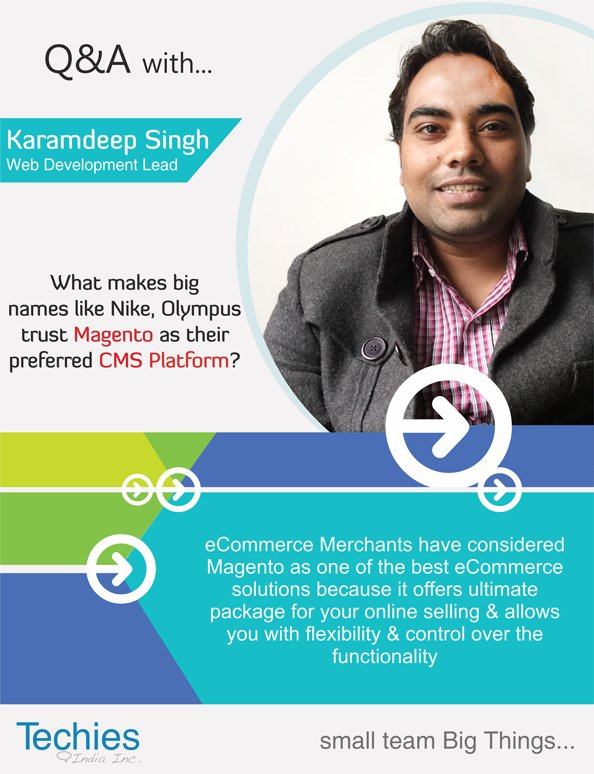 Q&A with...
Karamdeep Singh
Web Development Lead
What makes big
names like Nike, Olympus
trust Magento as their
preferred CMS Platform?
eCommerce Merchants have considered
Magento as one of the best eCommerce
solutions because it offers ultimate
package for your online selling & allows
you with flexibility & control over the
functionality
Techies
India Inc.
small team Big Things...